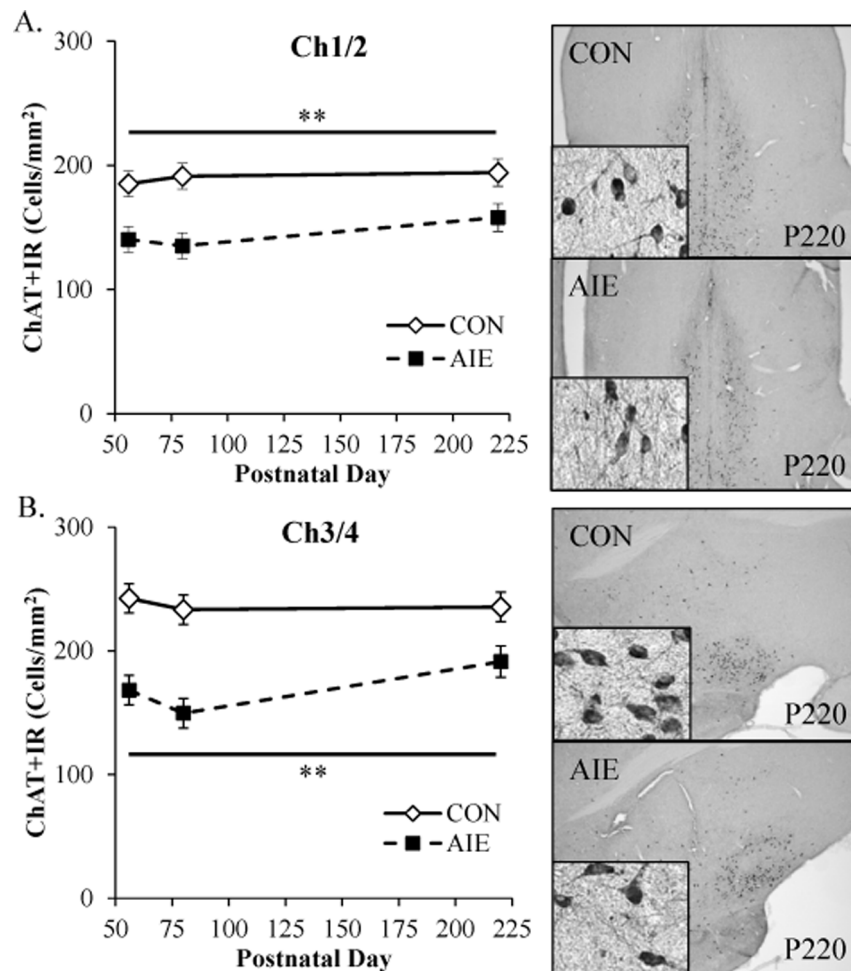 A.
Ch1/2
ChAT+IR (Cells/mm²)
300
200
100
0
**
CON
AIE
50 75 100 125 150 175 200 225
Postnatal Day
CON
P220
AIE
P220
B.
Ch3/4
ChAT+IR (Cells/mm²)
300
200
100
0
**
CON
AIE
50 75 100 125 150 175 200 225
Postnatal Day
CON
P220
AIE
P220